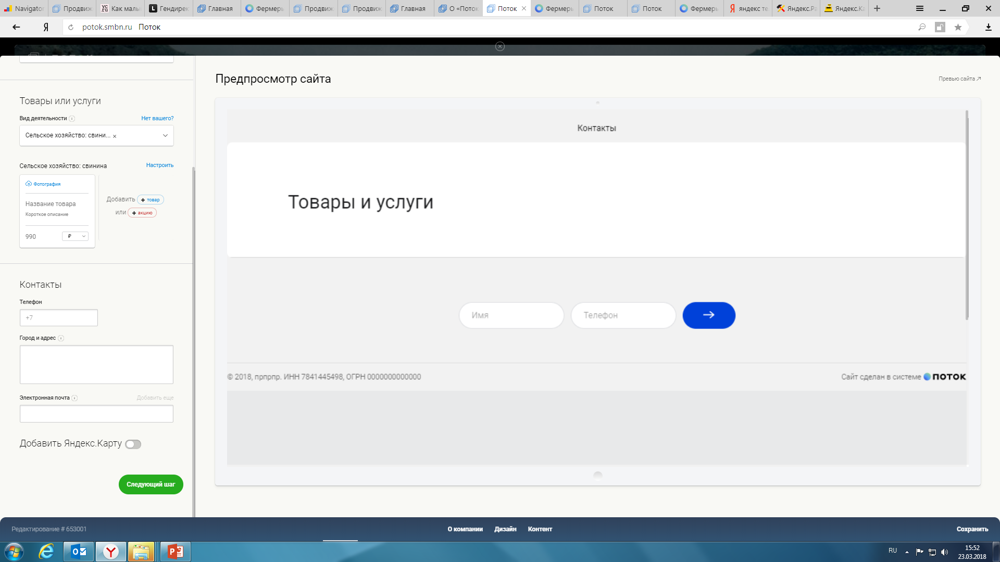 Navigator
Продвиж
Как малы
Гендирек
Главная
Фермеры
Продвиж
Продвиж
Главная
О «Поток
Поток
Фермеры
Поток
Поток
Фермеры
яндекс те
Яндекс.Ра
Яндекс.Ка
potok.smbn.ru Поток
Предпросмотр сайта
Превью сайта
Товары или услуги
Вид деятельности
Нет вашего?
Сельское хозяйство: свини... ×
Сельское хозяйство: свинина
Настроить
Фотография
Название товара
Короткое описание
990
₽
Добавить + товар
или + акцию
Контакты
Телефон
+7
Город и адрес
Электронная почта
Добавить еще
Добавить Яндекс.Карту
Следующий шаг
Контакты
Товары и услуги
Имя
Телефон
© 2018, прпрпр. ИНН 7841445498, ОГРН 0000000000000
Сайт сделан в системе ПОТОК
Редактирование # 653001
О компании
Дизайн
Контент
Сохранить
RU
15:52
23.03.2018